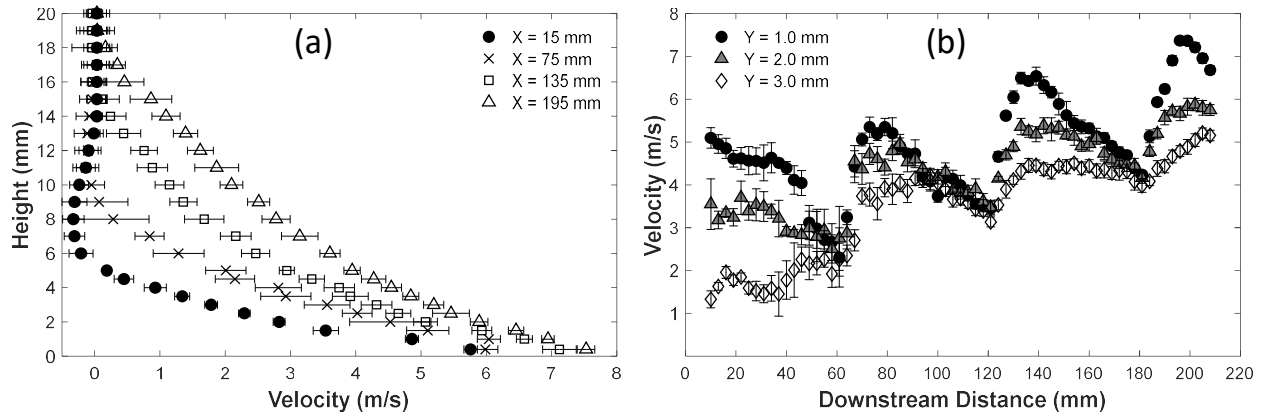 (a)
X = 15 mm
X = 75 mm
X = 135 mm
X = 195 mm
Height (mm)
20
18
16
14
12
10
8
6
4
2
0
0 1 2 3 4 5 6 7 8
Velocity (m/s)
(b)
Y = 1.0 mm
Y = 2.0 mm
Y = 3.0 mm
Velocity (m/s)
8
7
6
5
4
3
2
1
0 20 40 60 80 100 120 140 160 180 200 220
Downstream Distance (mm)